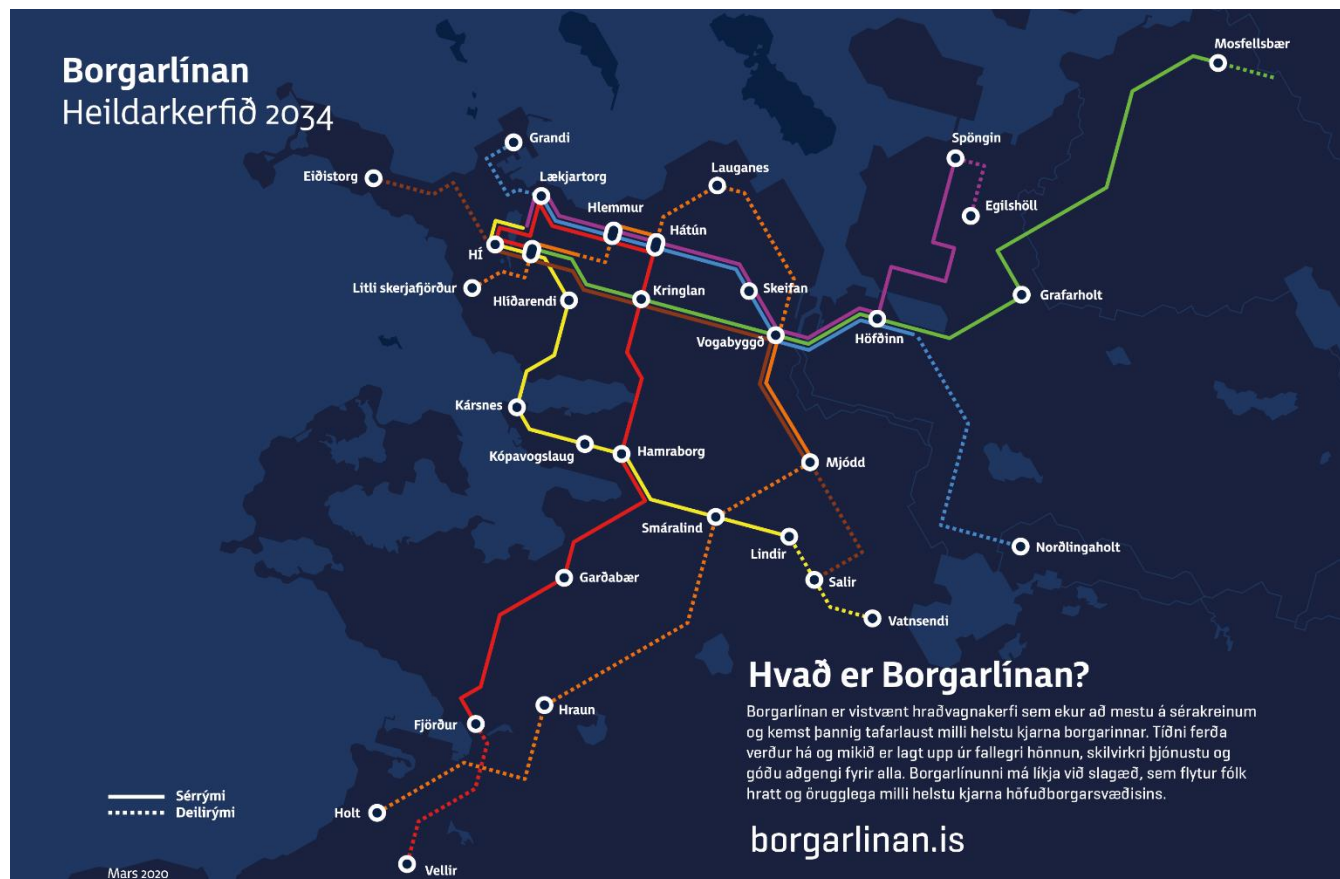 Borgarlínan
Heildarkerfið 2034
Mosfellsbær
Grandi
Spöngin
Eiðistorg
Lækjartorg
Lauganes
Hlemmur
Egilshöll
Hátún
HÍ
Litli skerjafjörður
Hlíðarendi
Kringlan
Skeifan
Grafarholt
Vogabyggð
Höfðinn
Kársnes
Kópavogslaug
Hamraborg
Mjódd
Smáralind
Lindir
Norðlingaholt
Garðabær
Salir
Vatnsendi
Hvað er Borgarlínan?
Borgarlínan er vistvænt hraðvagnakerfi sem ekur að mestu á sérakreinum
og kemst þannig tafarlaust milli helstu kjarna borgarinnar. Tíðni ferða
verður há og mikið er lagt upp úr fallegri hönnun, skilvirkri þjónustu og
góðu aðgengi fyrir alla. Borgarlínunni má líkja við slagæð, sem flytur fólk
hratt og örugglega milli helstu kjarna höfuðborgarsvæðisins.
Hraun
Fjörður
Sérrými
Deilirými
Holt
borgarlinan.is
Vellir
Mars 2020